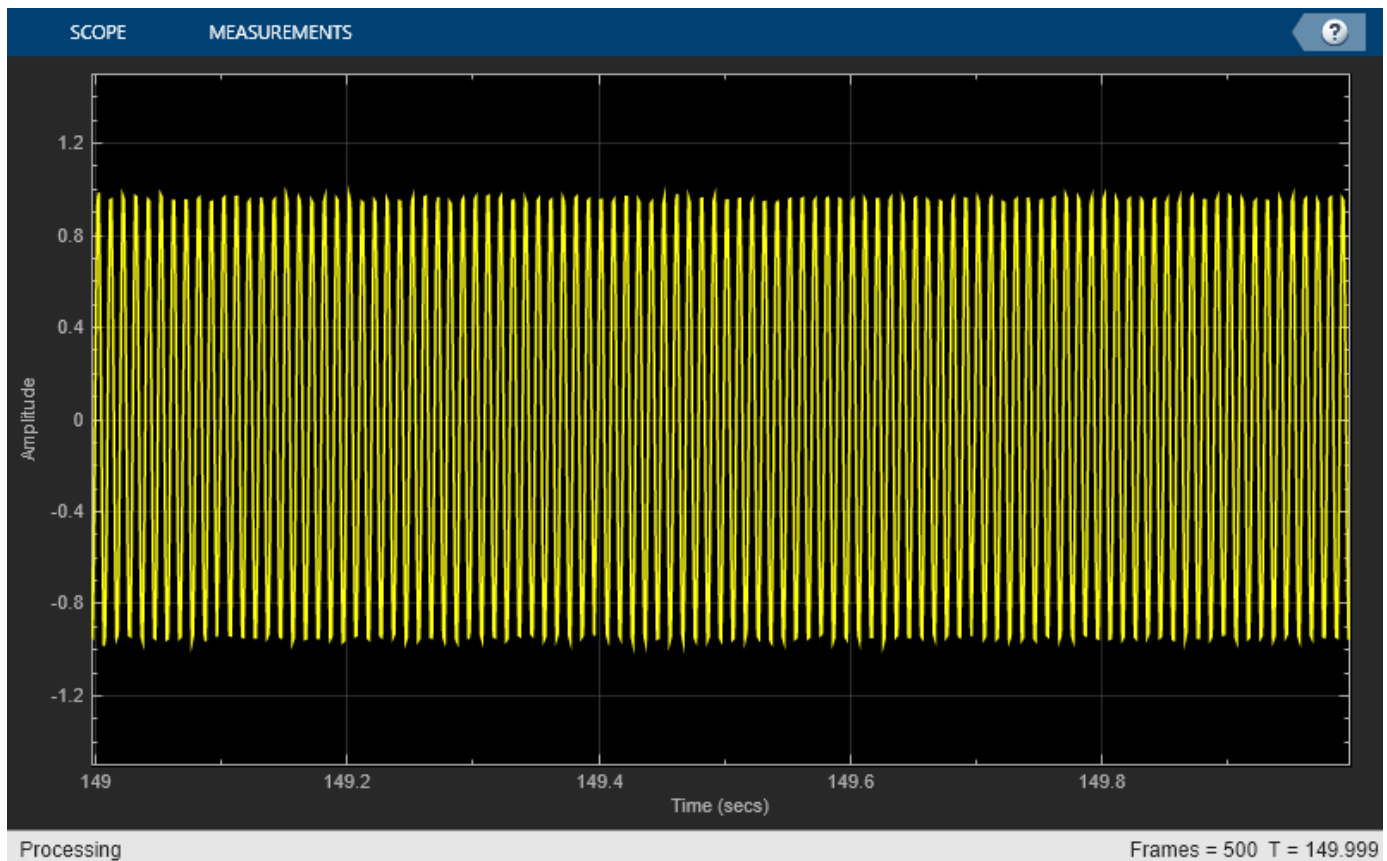 SCOPE MEASUREMENTS ?
1.2
0.8
0.4
0
-0.4
-0.8
-1.2
Amplitude
149 149.2 149.4 149.6 149.8
Time (secs)
Processing Frames = 500 T = 149.999